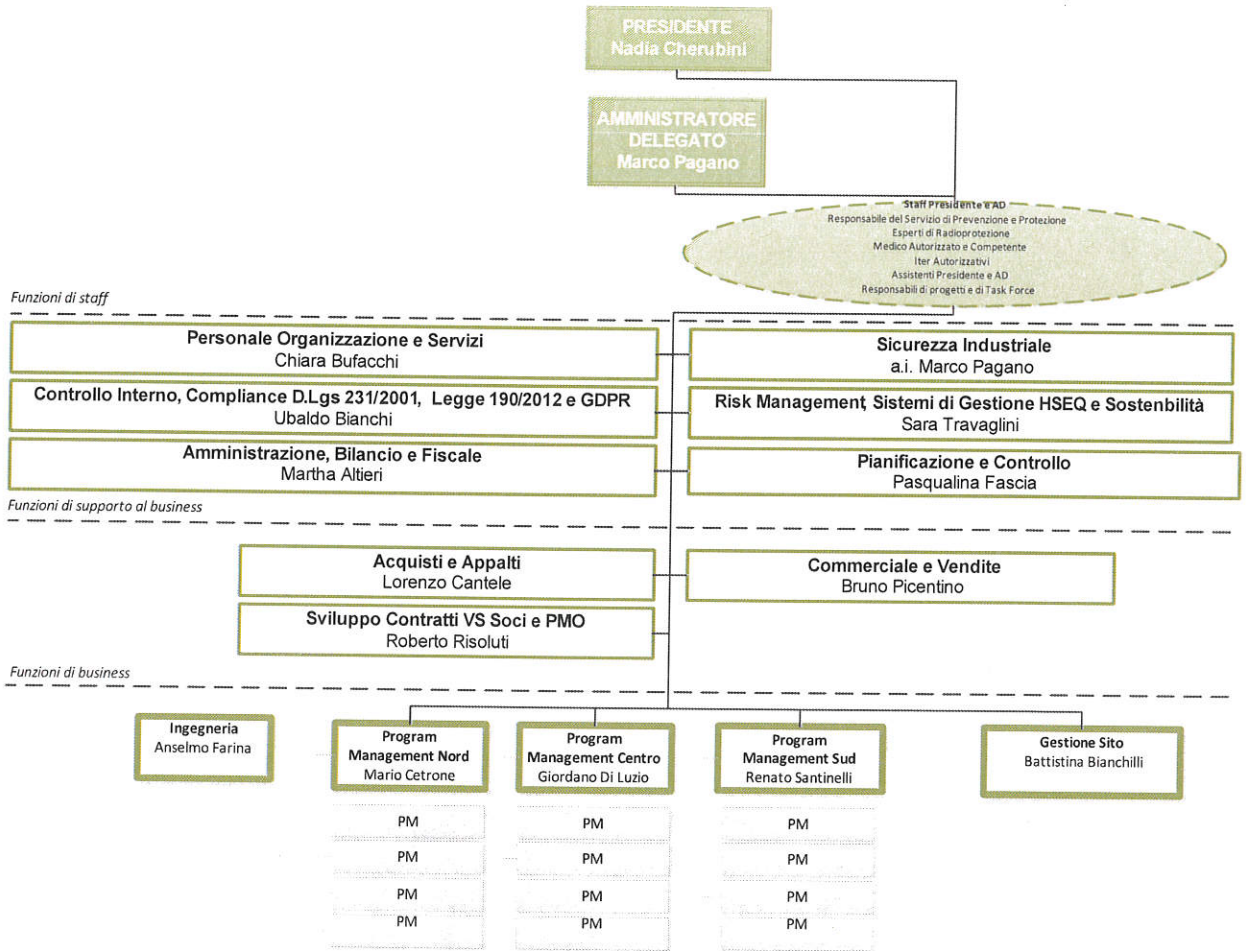 PRESIDENTE
Nadia Cherubini
AMMINISTRATORE
DELEGATO
Marco Pagano
Staff Presidente e AD
Responsabile del Servizio di Prevenzione e Protezione
Esperti di Radioprotezione
Medico Autorizzato e Competente
Iter Autorizzativi
Assistenti Presidente e AD
Responsabili di progetti e di Task Force
Funzioni di staff
Personale Organizzazione e Servizi
Chiara Bufacchi
Sicurezza Industriale
a.i. Marco Pagano
Controllo Interno, Compliance D.Lgs 231/2001, Legge 190/2012 e GDPR
Ubaldo Bianchi
Risk Management, Sistemi di Gestione HSEQ e Sostenbilità
Sara Travaglini
Amministrazione, Bilancio e Fiscale
Martha Altieri
Pianificazione e Controllo
Pasqualina Fascia
Funzioni di supporto al business
Acquisti e Appalti
Lorenzo Cantele
Commerciale e Vendite
Bruno Picentino
Sviluppo Contratti VS Soci e PMO
Roberto Risoluti
Funzioni di business
Ingegneria
Anselmo Farina
Program
Management Nord
Mario Cetrone
Program
Management Centro
Giordano Di Luzio
Program
Management Sud
Renato Santinelli
Gestione Sito
Battistina Bianchilli
PM PM PM
PM PM PM
PM PM PM
PM PM PM